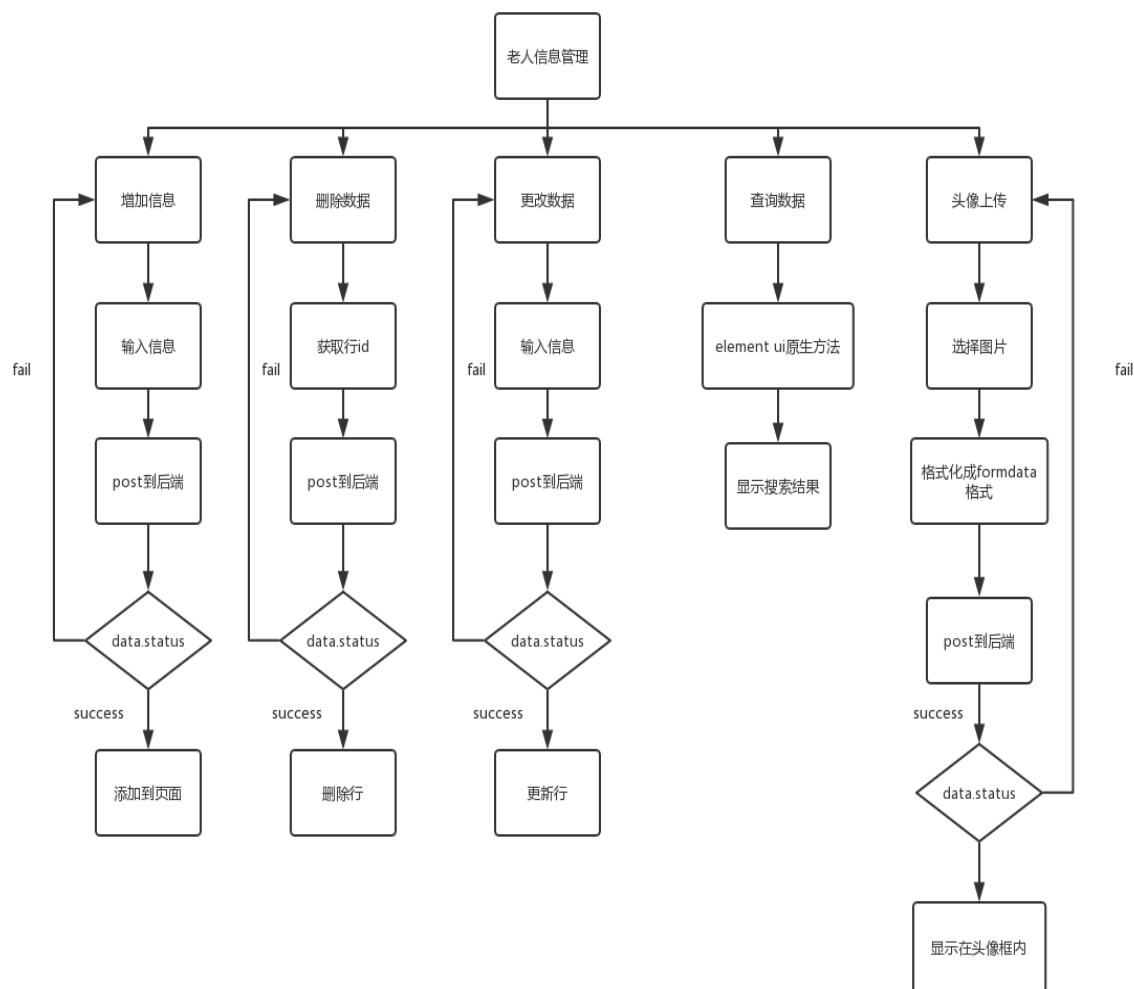 老人信息管理
增加信息
删除数据
更改数据
查询数据
头像上传
输入信息
获取行id
输入信息
element ui原生方法
选择图片
fail
fail
fail
fail
post到后端
post到后端
post到后端
显示搜索结果
格式化成formdata
格式
data.status
data.status
data.status
post到后端
success
success
success
success
添加到页面
删除行
更新行
data.status
显示在头像框内